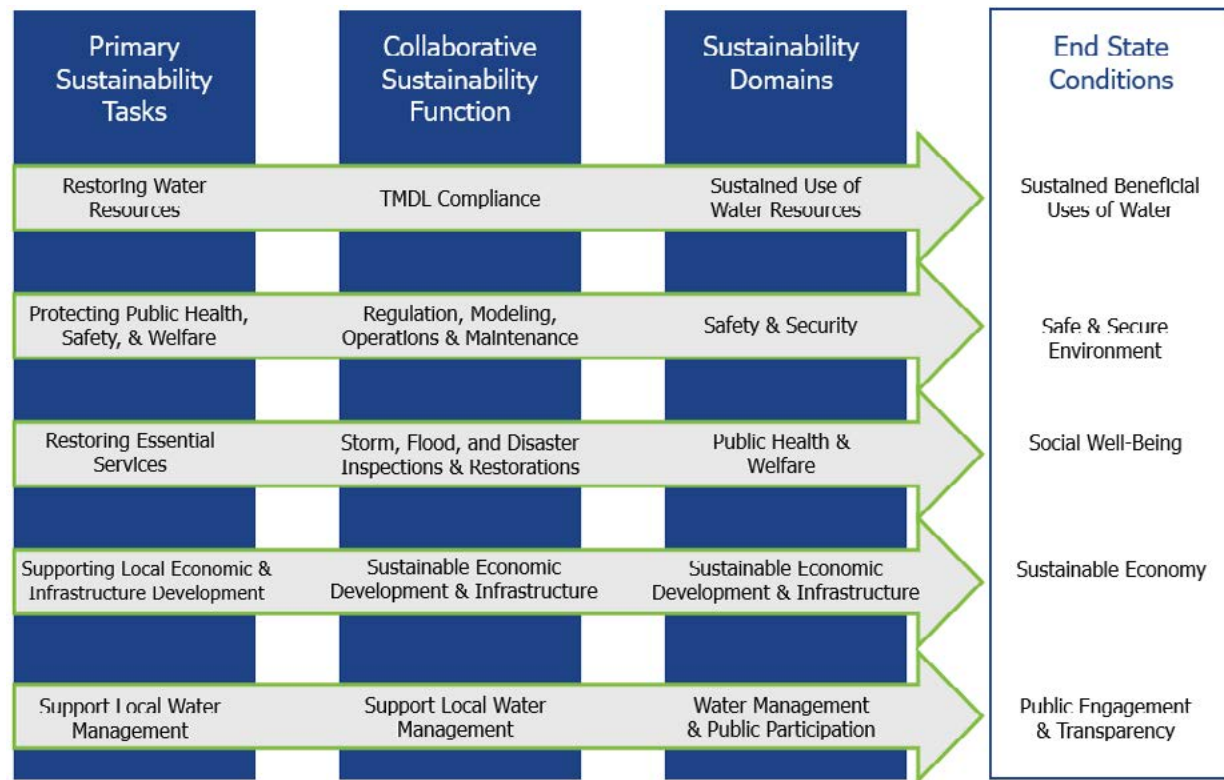 Primary
Sustainability
Tasks
Collaborative
Sustainability
Function
Sustainability
Domains
End State
Conditions
Restoring Water
Resources
TMDL Compliance
Sustained Use of
Water Resources
Sustained Beneficial
Uses of Water
Protecting Public Health,
Safety, & Welfare
Regulation, Modeling,
Operations & Maintenance
Safety & Security
Safe & Secure
Environment
Restoring Essential
Services
Storm, Flood, and Disaster
Inspections & Restorations
Public Health &
Welfare
Social Well-Being
Supporting Local Economic &
Infrastructure Development
Sustainable Economic
Development & Infrastructure
Sustainable Economic
Development & Infrastructure
Sustainable Economy
Support Local Water
Management
Support Local Water
Management
Water Management
& Public Participation
Public Engagement
& Transparency